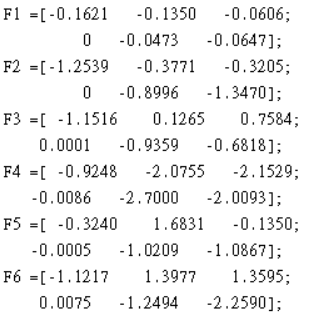 F1 =[-0.1621 -0.1350 -0.0606;
0 -0.0473 -0.0647];
F2 =[-1.2539 -0.3771 -0.3205;
0 -0.8996 -1.3470];
F3 =[ -1.1516 0.1265 0.7584;
0.0001 -0.9359 -0.6818];
F4 =[ -0.9248 -2.0755 -2.1529;
-0.0086 -2.7000 -2.0093];
F5 =[ -0.3240 1.6831 -0.1350;
-0.0005 -1.0209 -1.0867];
F6 =[-1.1217 1.3977 1.3595;
0.0075 -1.2494 -2.2590];